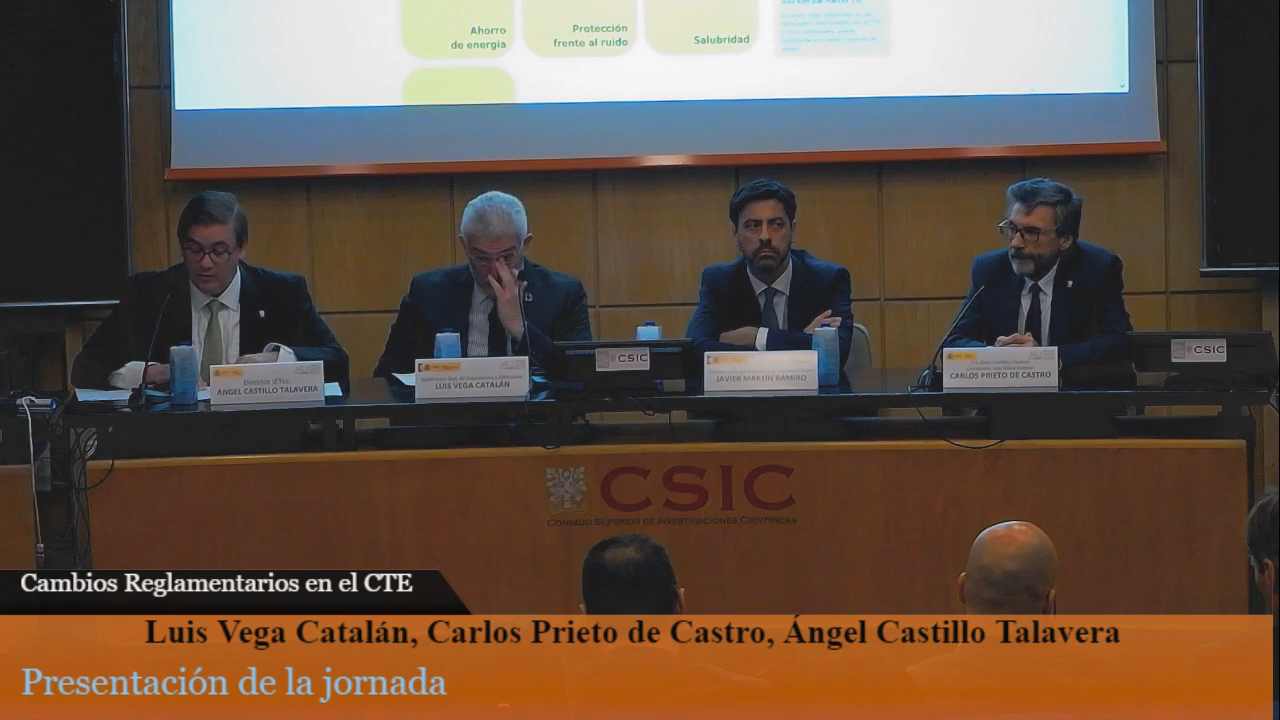 Ahorro
de energía
Protección
frente al ruido
Salubridad
Director IETcc
ÁNGEL CASTILLO TALAVERA
LUIS VEGA CATALÁN
CSIC
JAVIER MARTÍN RAMIRO
CARLOS PRIETO DE CASTRO
CSIC
CSIC
CONSEJO SUPERIOR DE INVESTIGACIONES CIENTÍFICAS
Cambios Reglamentarios en el CTE
Luis Vega Catalán, Carlos Prieto de Castro, Ángel Castillo Talavera
Presentación de la jornada